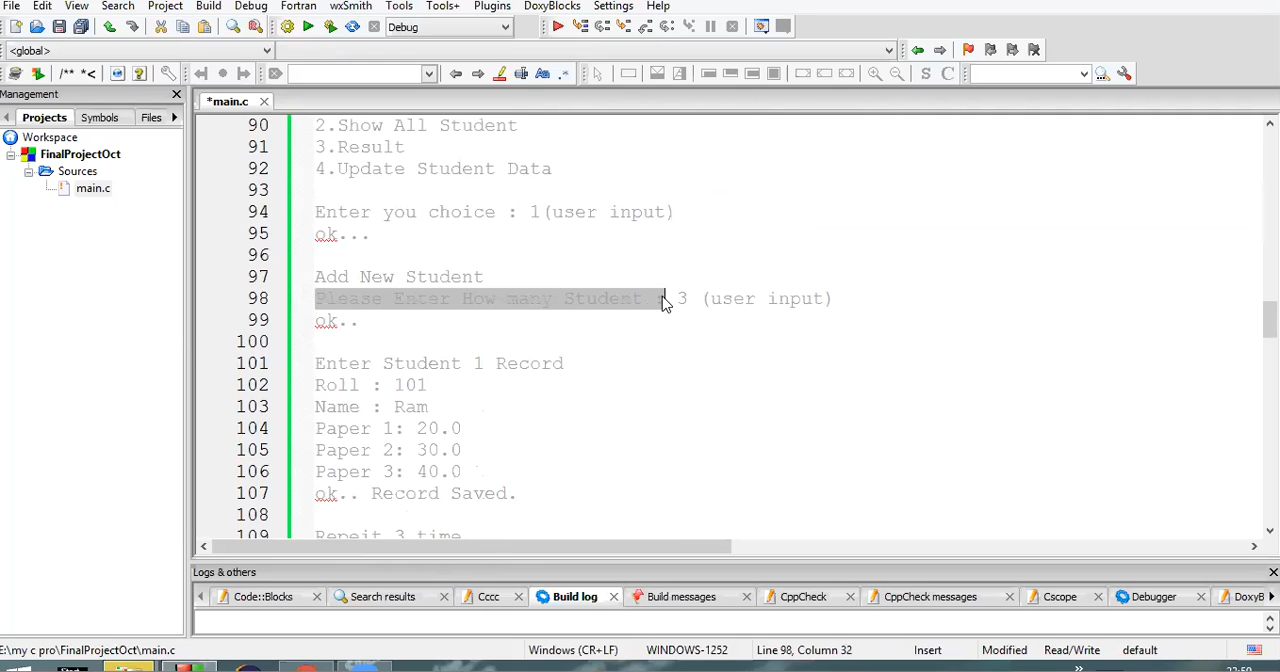 File Edit View Search Project Build Debug Fortran wxSmith Tools Tools+ Plugins DoxyBlocks Settings Help
Debug
<global>
/** *<
S C
Management
*main.c
Projects Symbols Files
Workspace
FinalProjectOct
Sources
main.c
90 2.Show All Student
91 3.Result
92 4.Update Student Data
93
94 Enter you choice : 1(user input)
95 ok...
96
97 Add New Student
98 Please Enter How many Student : 3 (user input)
99 ok..
100
101 Enter Student 1 Record
102 Roll : 101
103 Name : Ram
104 Paper 1: 20.0
105 Paper 2: 30.0
106 Paper 3: 40.0
107 ok.. Record Saved.
108
109 Repeit 3 time
Logs & others
Code::Blocks Search results Cccc Build log Build messages CppCheck CppCheck messages Cscope Debugger DoxyB
E:\my c pro\FinalProjectOct\main.c Windows (CR+LF) WINDOWS-1252 Line 98, Column 32 Insert Modified Read/Write default